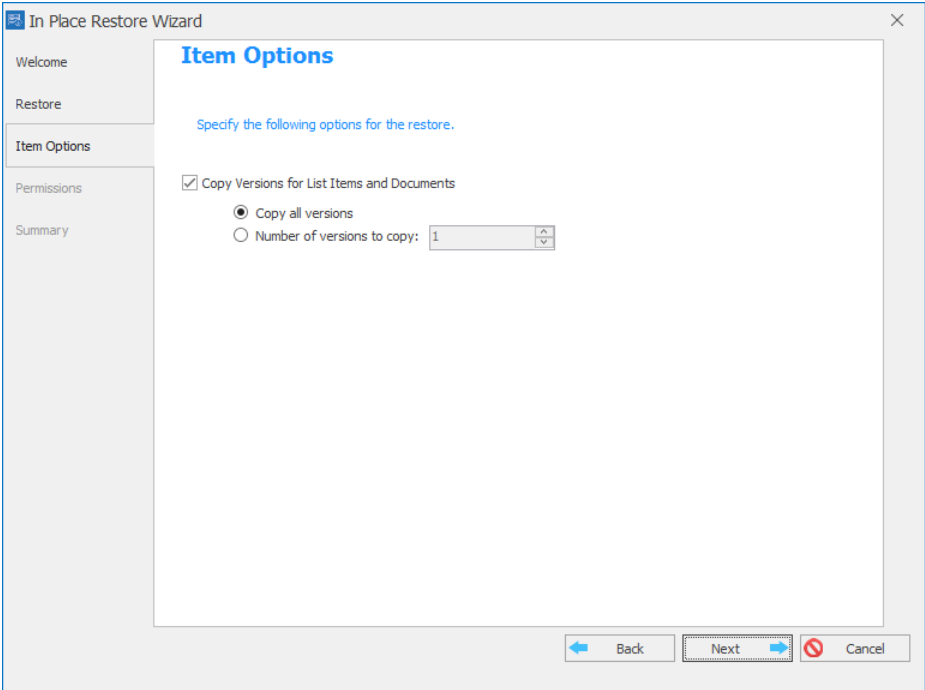 In Place Restore Wizard
Welcome
Restore
Item Options
Permissions
Summary
Item Options
Specify the following options for the restore.
Copy Versions for List Items and Documents
Copy all versions
Number of versions to copy: 1
Back Next Cancel